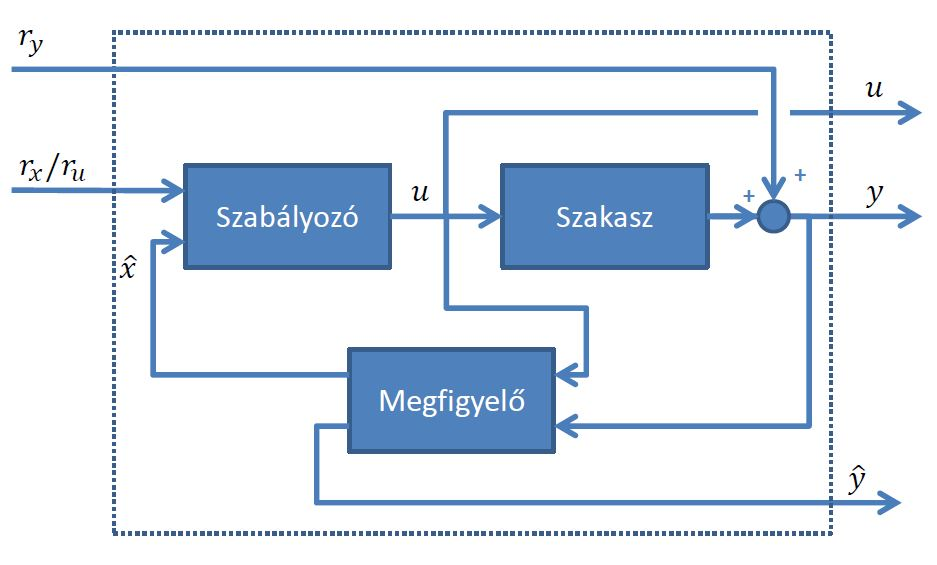 r_y
u
r_x/r_u
u
y
+
+
Szabályozó
Szakasz
x̂
Megfigyelő
ŷ